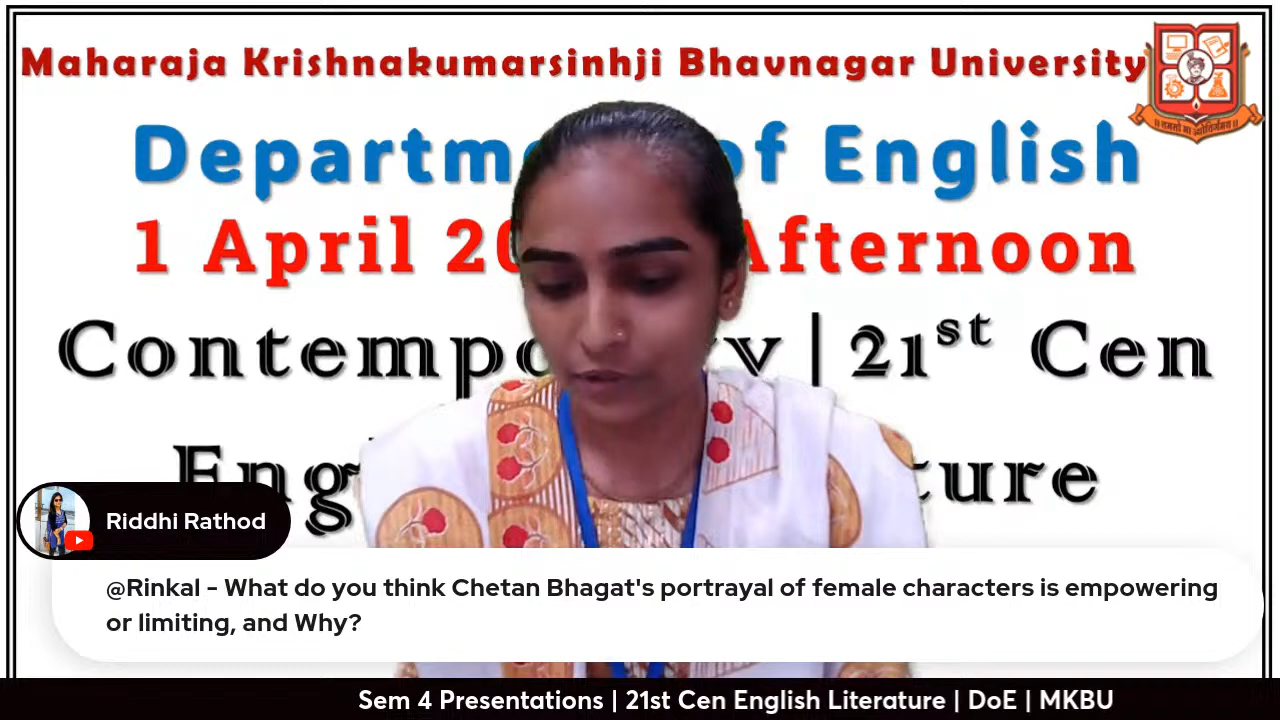 Maharaja Krishnakumarsinhji Bhavnagar University
Departm of English
1 April 20 Afternoon
Contempo y | 21st Cen
Eng ture
|| तमसो मा ज्योतिर्गमय ||
Riddhi Rathod
@Rinkal - What do you think Chetan Bhagat's portrayal of female characters is empowering
or limiting, and Why?
Sem 4 Presentations | 21st Cen English Literature | DoE | MKBU